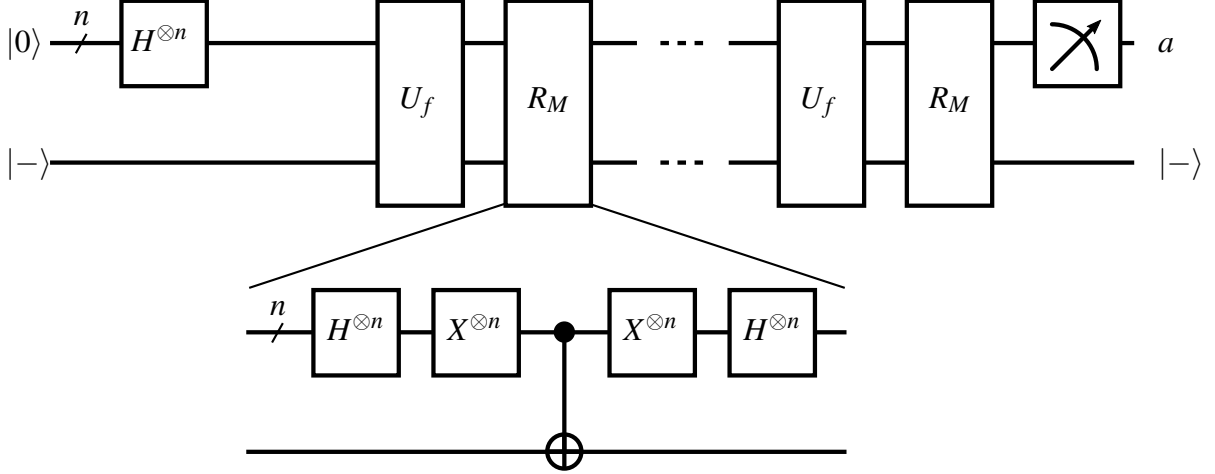 |0⟩ n H⊗n U_f R_M U_f R_M a
|−⟩ |−⟩
n H⊗n X⊗n X⊗n H⊗n